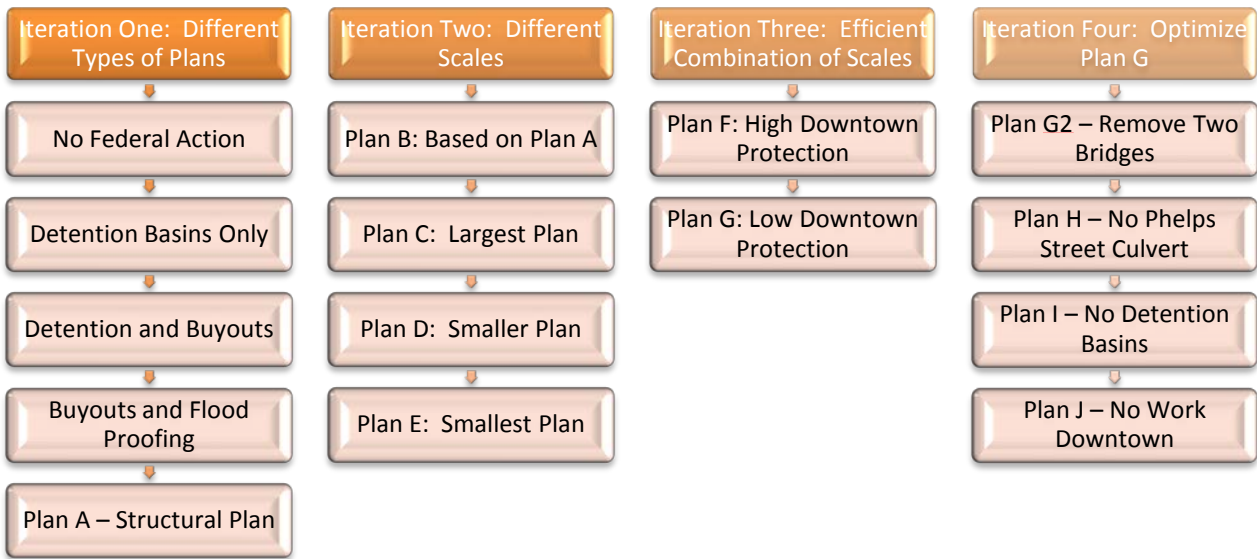 Iteration One:  Different
Types of Plans
No Federal Action
Detention Basins Only
Detention and Buyouts
Buyouts and Flood
Proofing
Plan A – Structural Plan
Iteration Two:  Different
Scales
Plan B: Based on Plan A
Plan C:  Largest Plan
Plan D:  Smaller Plan
Plan E:  Smallest Plan
Iteration Three:  Efficient
Combination of Scales
Plan F: High Downtown
Protection
Plan G: Low Downtown
Protection
Iteration Four:  Optimize
Plan G
Plan G2 – Remove Two
Bridges
Plan H – No Phelps
Street Culvert
Plan I – No Detention
Basins
Plan J – No Work
Downtown